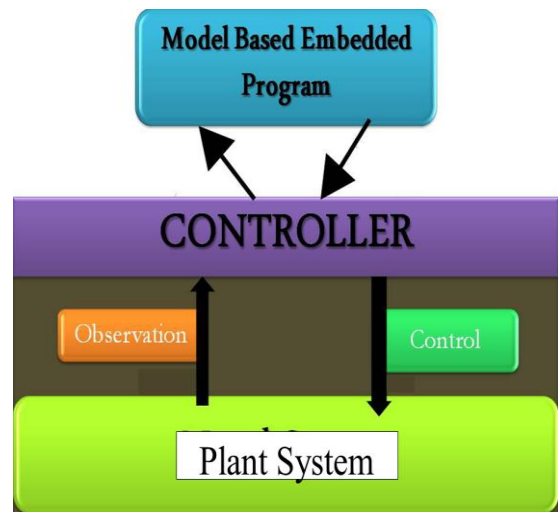 Model Based Embedded
Program
CONTROLLER
Observation
Control
Plant System